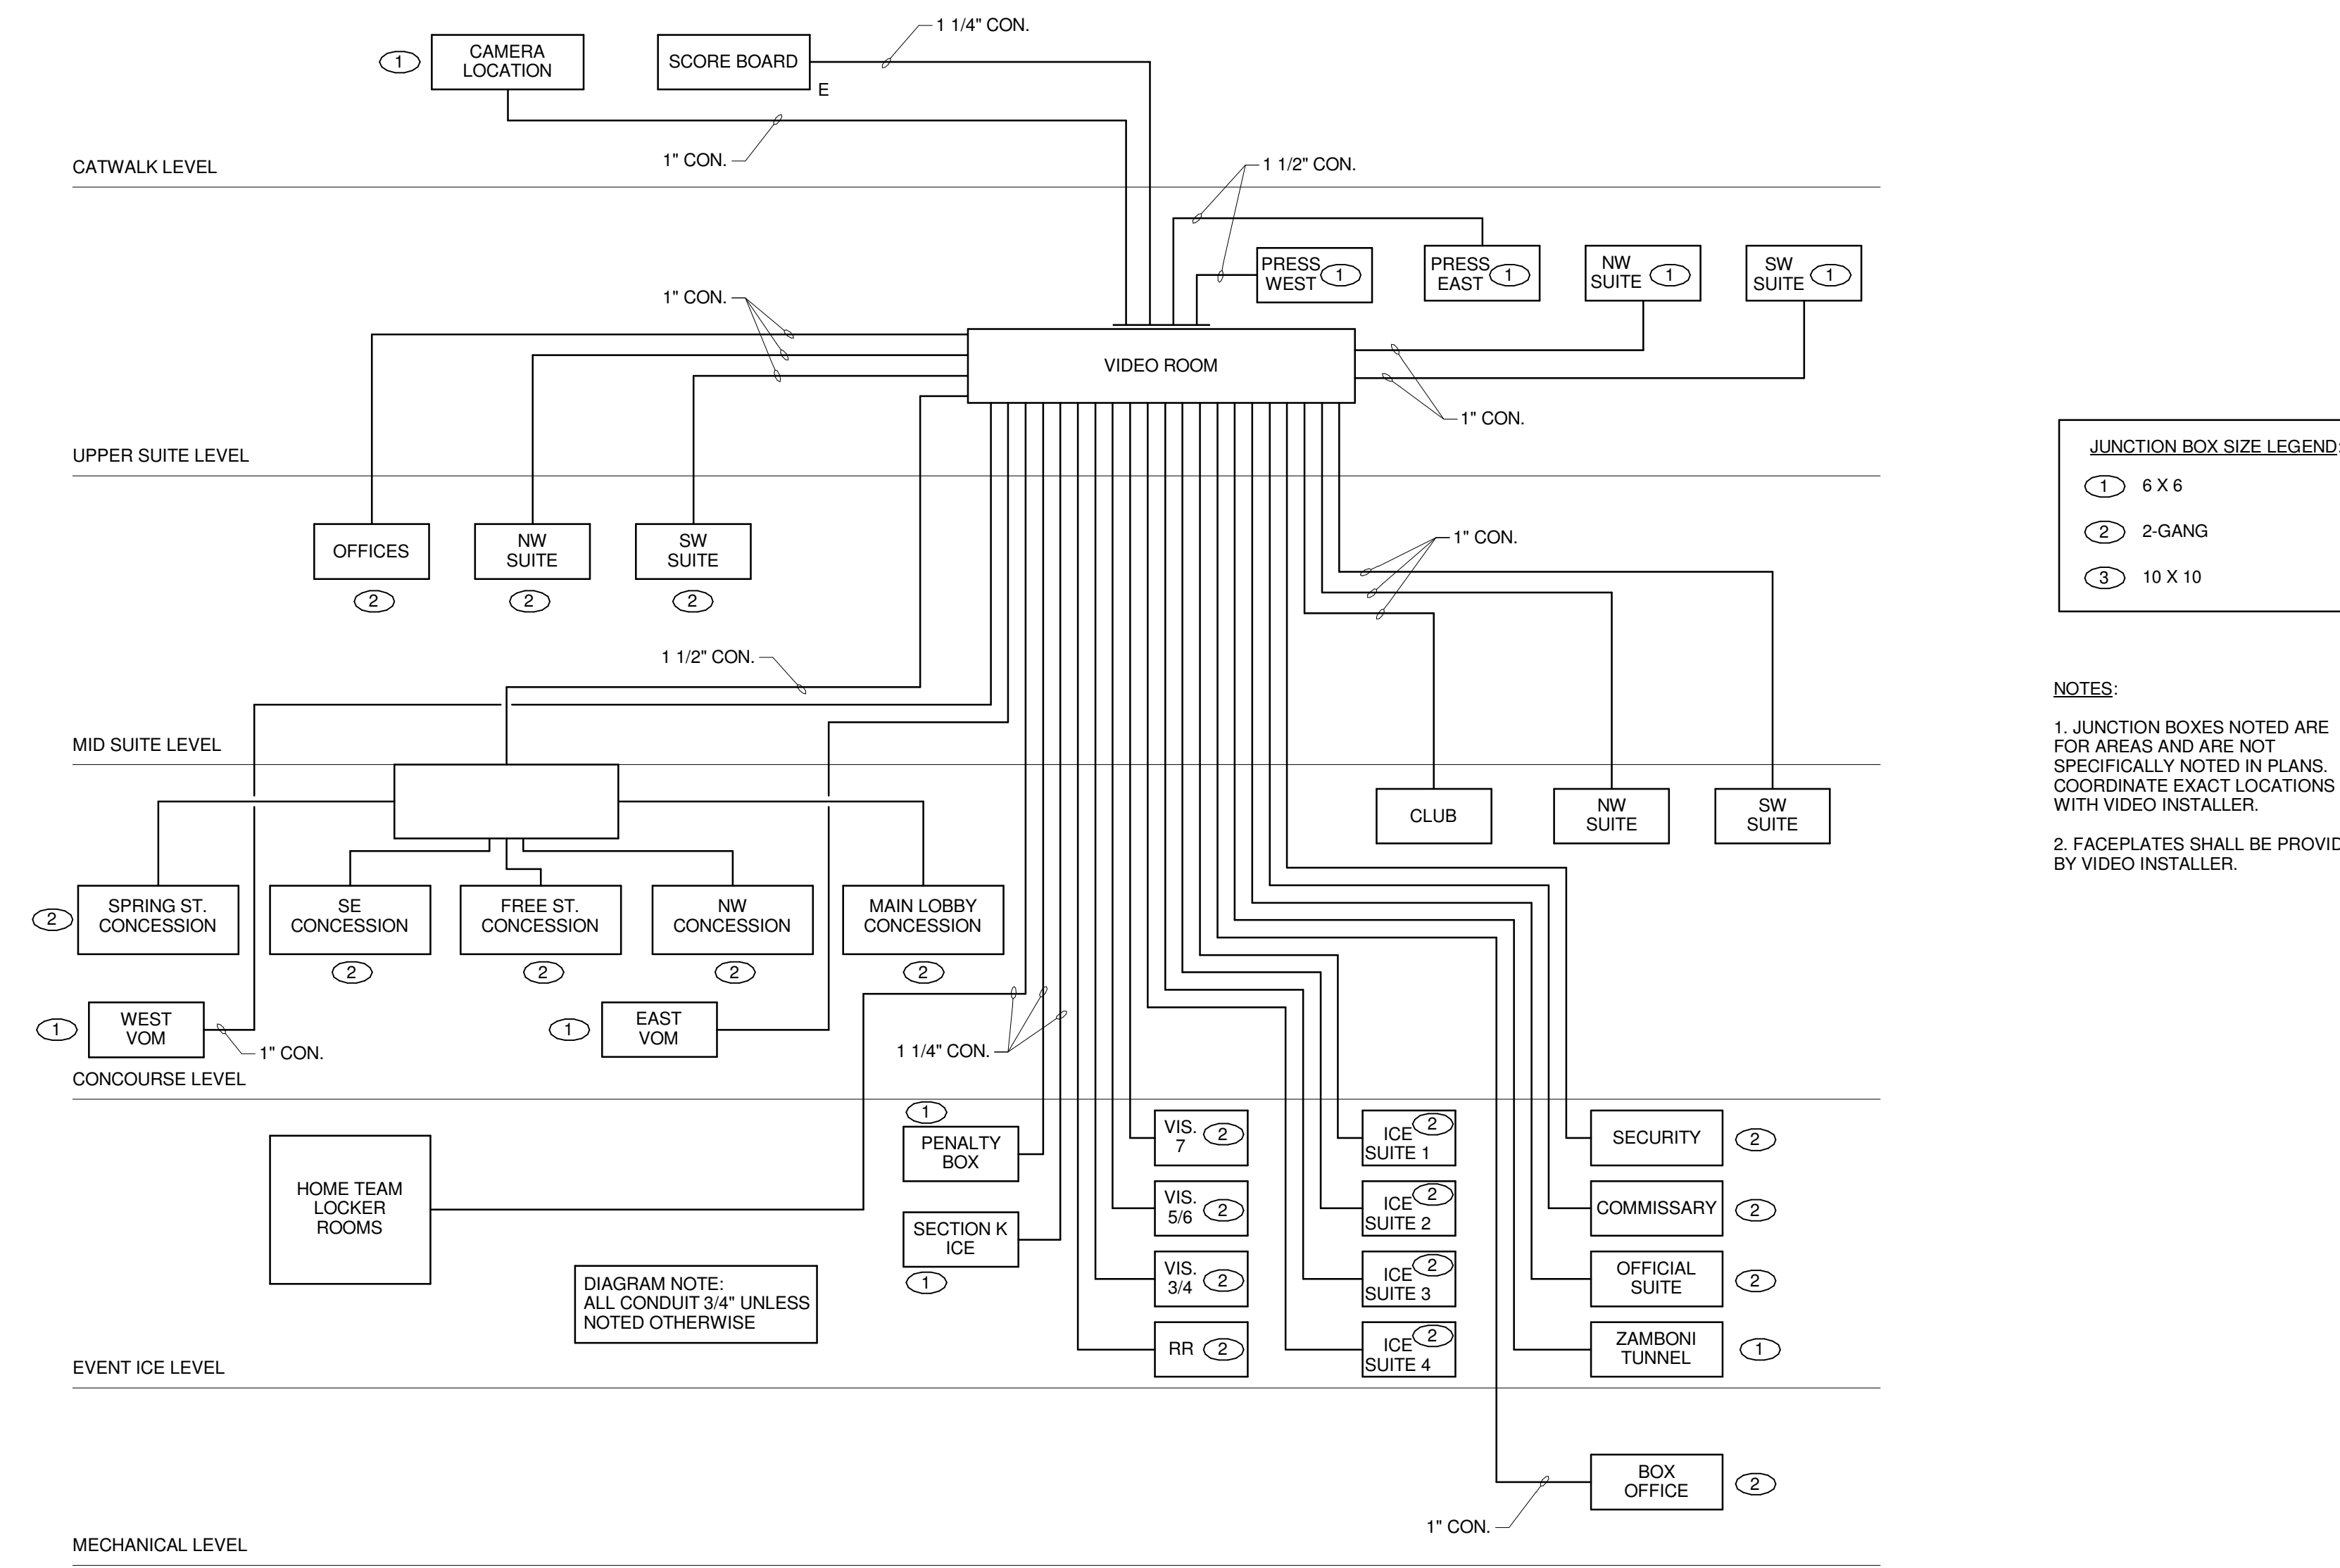 1 1/4" CON.
1
CAMERA
LOCATION
SCORE BOARD
E
1" CON.
CATWALK LEVEL
1 1/2" CON.
PRESS
WEST
1
PRESS
EAST
1
NW
SUITE
1
SW
SUITE
1
1" CON.
VIDEO ROOM
1" CON.
UPPER SUITE LEVEL
OFFICES
2
NW
SUITE
2
SW
SUITE
2
1" CON.
1 1/2" CON.
MID SUITE LEVEL
CLUB
NW
SUITE
SW
SUITE
2
SPRING ST.
CONCESSION
SE
CONCESSION
2
FREE ST.
CONCESSION
2
NW
CONCESSION
2
MAIN LOBBY
CONCESSION
2
1
WEST
VOM
1" CON.
1
EAST
VOM
1 1/4" CON.
CONCOURSE LEVEL
HOME TEAM
LOCKER
ROOMS
1
PENALTY
BOX
SECTION K
ICE
1
DIAGRAM NOTE:
ALL CONDUIT 3/4" UNLESS
NOTED OTHERWISE
VIS.
7
2
VIS.
5/6
2
VIS.
3/4
2
RR
2
ICE
SUITE 1
2
ICE
SUITE 2
2
ICE
SUITE 3
2
ICE
SUITE 4
2
SECURITY
2
COMMISSARY
2
OFFICIAL
SUITE
2
ZAMBONI
TUNNEL
1
EVENT ICE LEVEL
BOX
OFFICE
2
1" CON.
MECHANICAL LEVEL
JUNCTION BOX SIZE LEGEND:
1 6 X 6
2 2-GANG
3 10 X 10
NOTES:
1. JUNCTION BOXES NOTED ARE
FOR AREAS AND ARE NOT
SPECIFICALLY NOTED IN PLANS.
COORDINATE EXACT LOCATIONS
WITH VIDEO INSTALLER.
2. FACEPLATES SHALL BE PROVID
BY VIDEO INSTALLER.